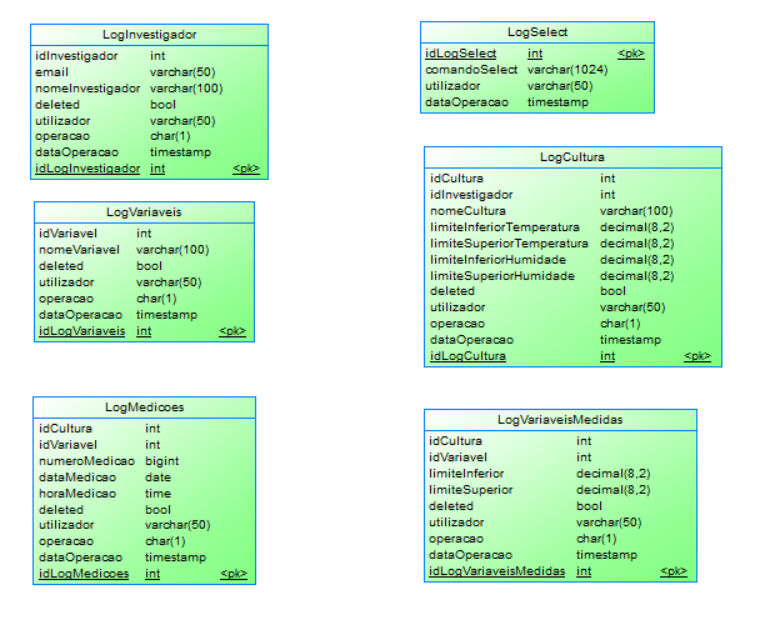 LogInvestigador
idInvestigador int
email varchar(50)
nomeInvestigador varchar(100)
deleted bool
utilizador varchar(50)
operacao char(1)
dataOperacao timestamp
idLogInvestigador int <pk>
LogSelect
idLogSelect int <pk>
comandoSelect varchar(1024)
utilizador varchar(50)
dataOperacao timestamp
LogVariaveis
idVariavel int
nomeVariavel varchar(100)
deleted bool
utilizador varchar(50)
operacao char(1)
dataOperacao timestamp
idLogVariaveis int <pk>
LogCultura
idCultura int
idInvestigador int
nomeCultura varchar(100)
limiteInferiorTemperatura decimal(8,2)
limiteSuperiorTemperatura decimal(8,2)
limiteInferiorHumidade decimal(8,2)
limiteSuperiorHumidade decimal(8,2)
deleted bool
utilizador varchar(50)
operacao char(1)
dataOperacao timestamp
idLogCultura int <pk>
LogMedicoes
idCultura int
idVariavel int
numeroMedicao bigint
dataMedicao date
horaMedicao time
deleted bool
utilizador varchar(50)
operacao char(1)
dataOperacao timestamp
idLogMedicoes int <pk>
LogVariaveisMedidas
idCultura int
idVariavel int
limiteInferior decimal(8,2)
limiteSuperior decimal(8,2)
deleted bool
utilizador varchar(50)
operacao char(1)
dataOperacao timestamp
idLogVariaveisMedidas int <pk>